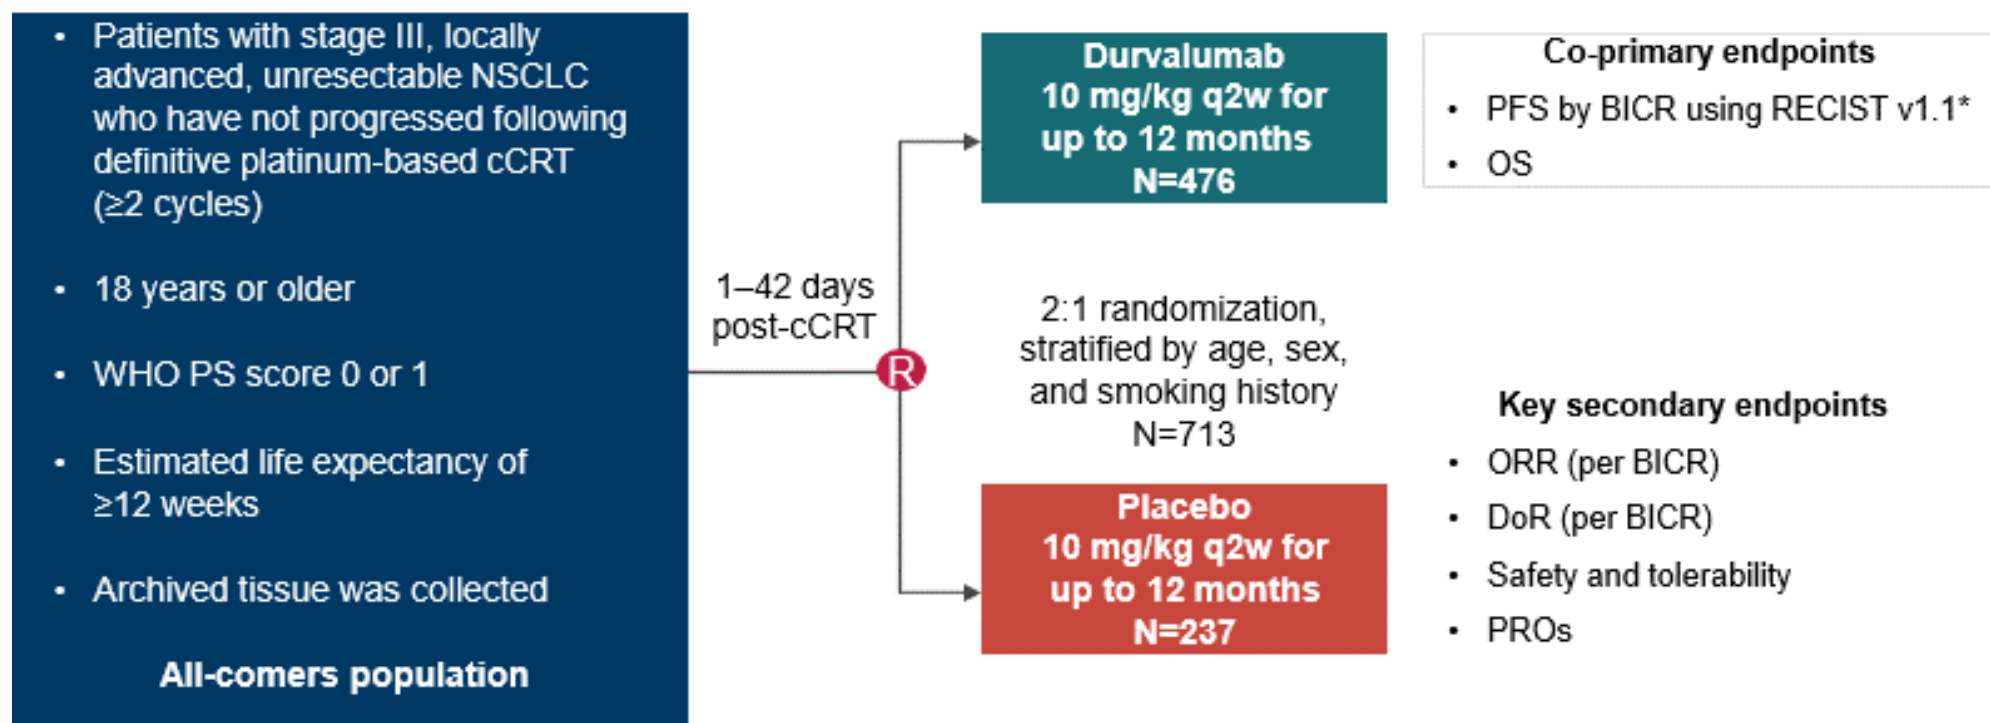 • Patients with stage III, locally
advanced, unresectable NSCLC
who have not progressed following
definitive platinum-based cCRT
(≥2 cycles)
• 18 years or older
• WHO PS score 0 or 1
• Estimated life expectancy of
≥12 weeks
• Archived tissue was collected
All-comers population
1–42 days
post-cCRT
R
Durvalumab
10 mg/kg q2w for
up to 12 months
N=476
2:1 randomization,
stratified by age, sex,
and smoking history
N=713
Placebo
10 mg/kg q2w for
up to 12 months
N=237
Co-primary endpoints
• PFS by BICR using RECIST v1.1*
• OS
Key secondary endpoints
• ORR (per BICR)
• DoR (per BICR)
• Safety and tolerability
• PROs